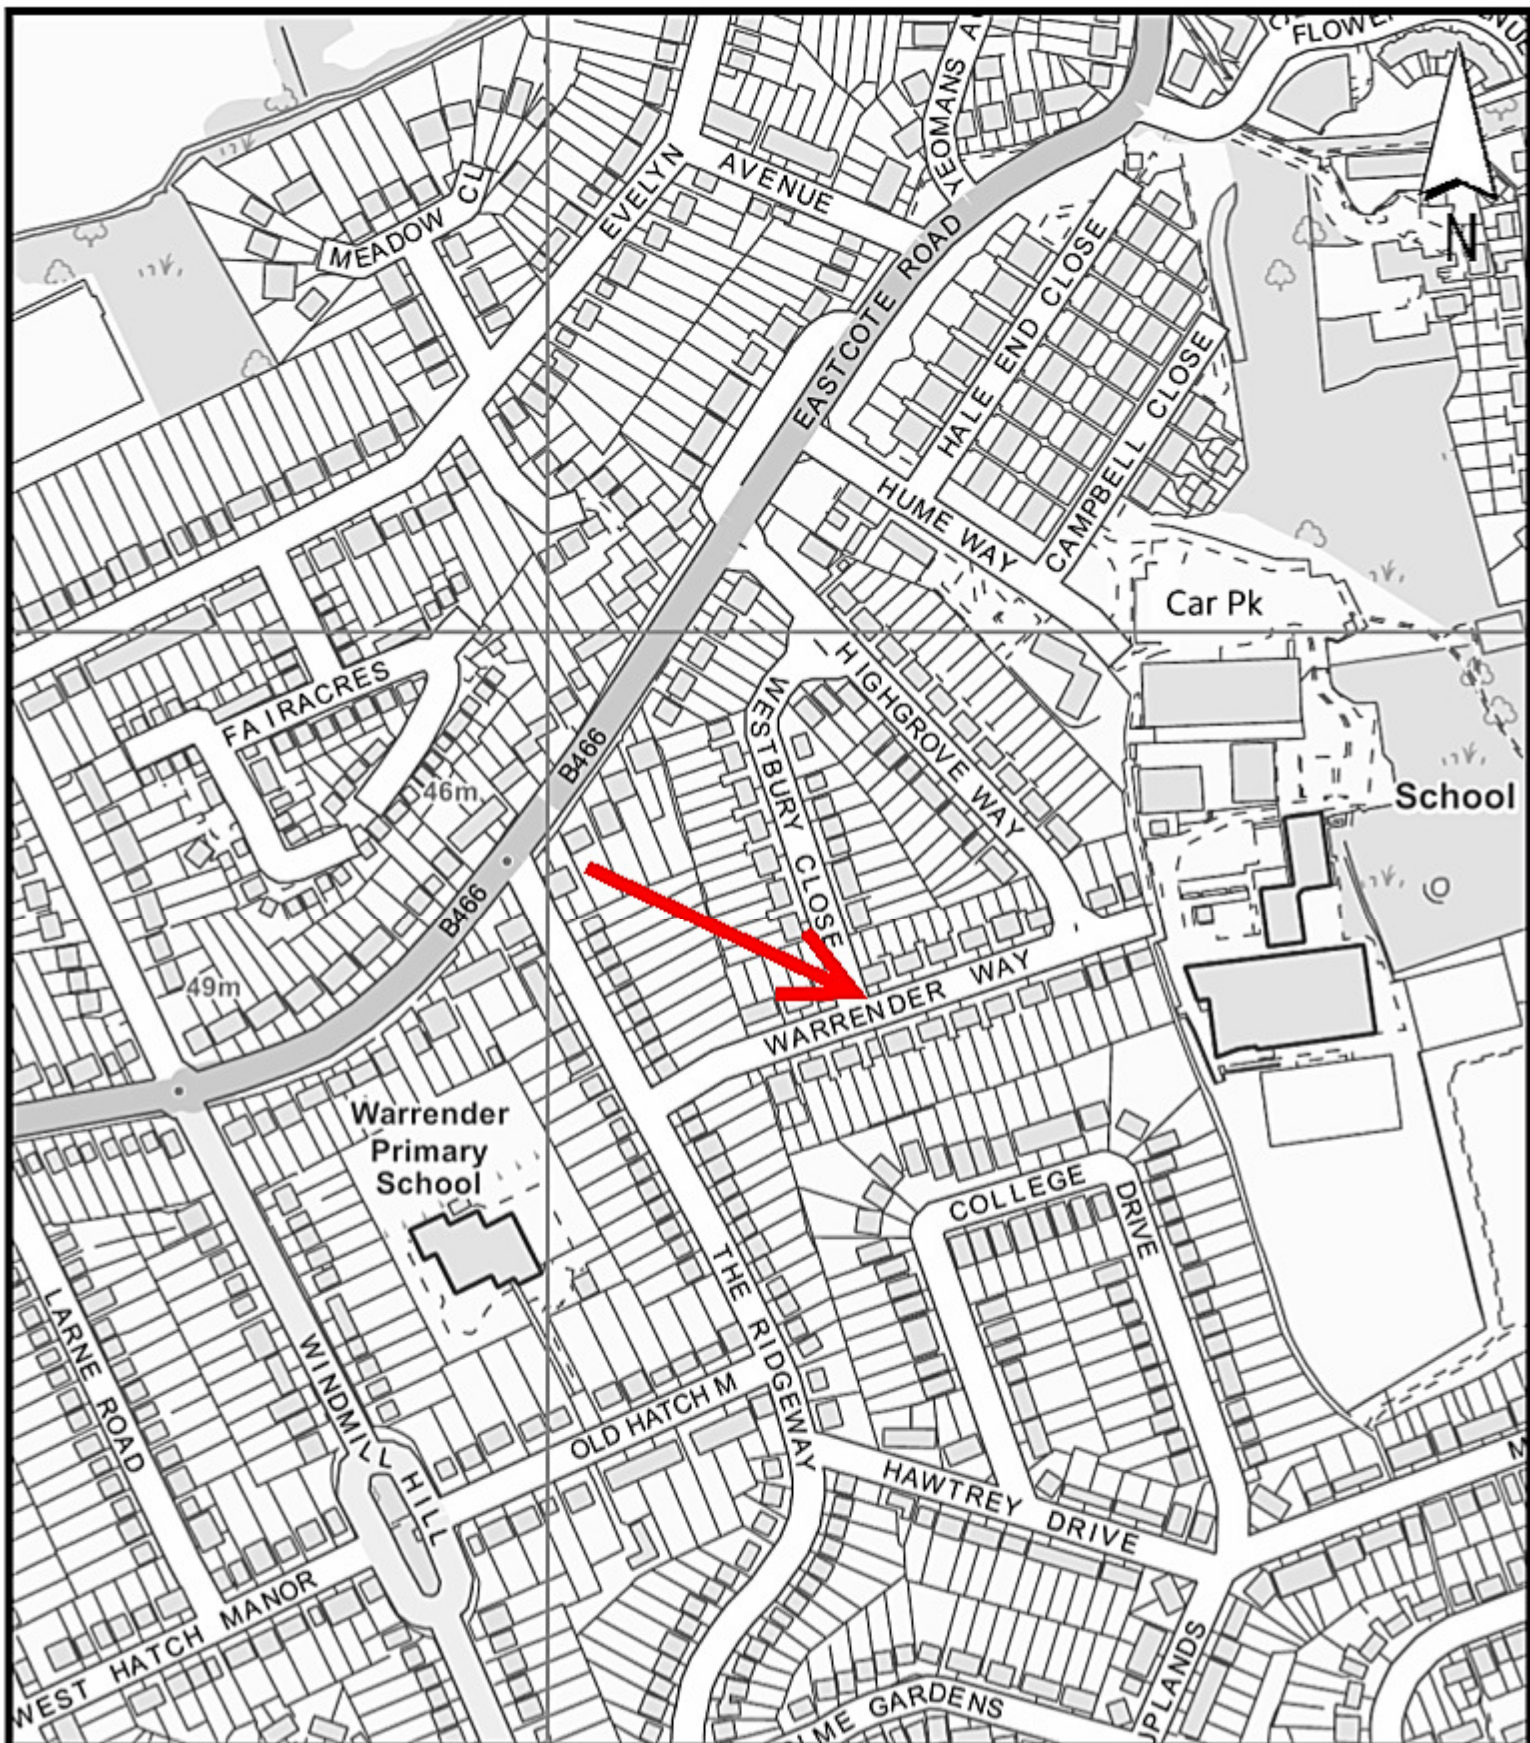 FLOWER
AVENUE
YEOMANS
AVENUE
EVELYN
MEADOW CL
EASTCOTE ROAD
N
HALE END CLOSE
CAMPBELL CLOSE
HUME WAY
Car Pk
HIGHGROVE WAY
FAIRACRES
WESTBURY CLOSE
B466
46m
School
B466
49m
WARRENDER WAY
Warrender
Primary
School
COLLEGE DRIVE
THE RIDGEWAY
LARNE ROAD
WINDMILL HILL
OLD HATCH M
HAWTREY DRIVE
WEST HATCH MANOR
UPLANDS
LME GARDENS